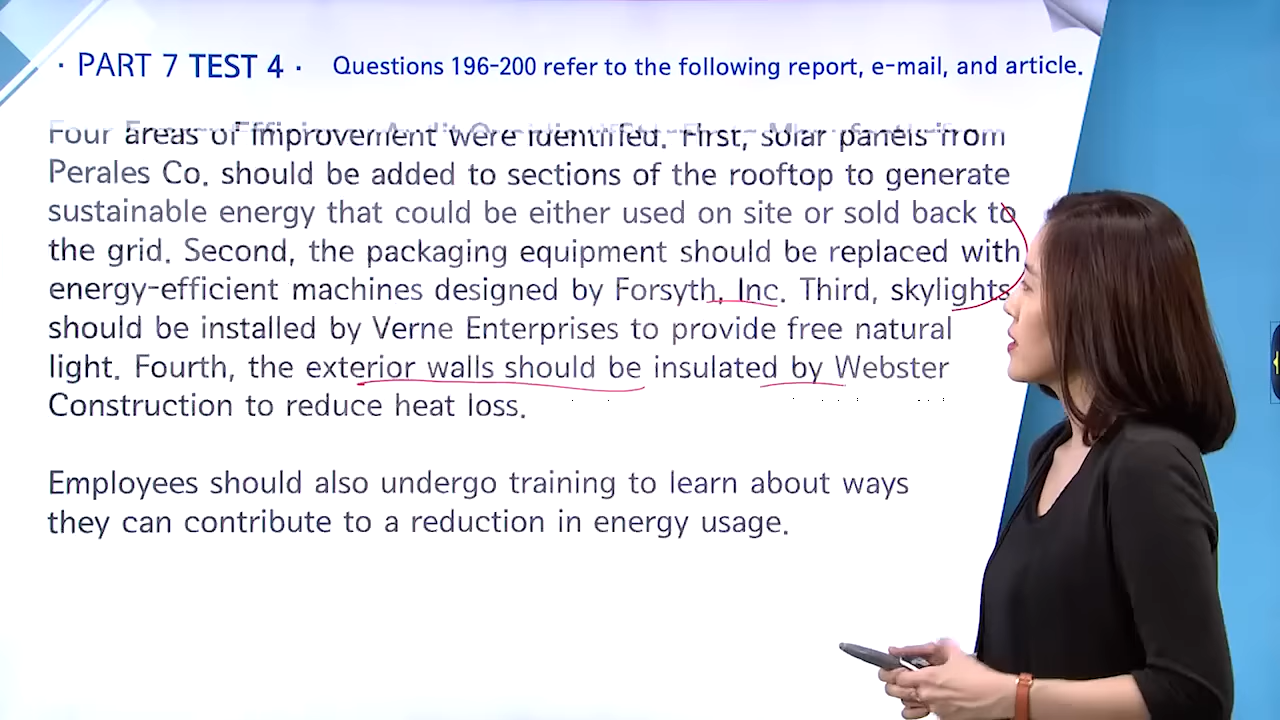 · PART 7 TEST 4 · Questions 196-200 refer to the following report, e-mail, and article.
Four areas of improvement were identified. First, solar panels from
Perales Co. should be added to sections of the rooftop to generate
sustainable energy that could be either used on site or sold back to
the grid. Second, the packaging equipment should be replaced with
energy-efficient machines designed by Forsyth, Inc. Third, skylights
should be installed by Verne Enterprises to provide free natural
light. Fourth, the exterior walls should be insulated by Webster
Construction to reduce heat loss.
Employees should also undergo training to learn about ways
they can contribute to a reduction in energy usage.